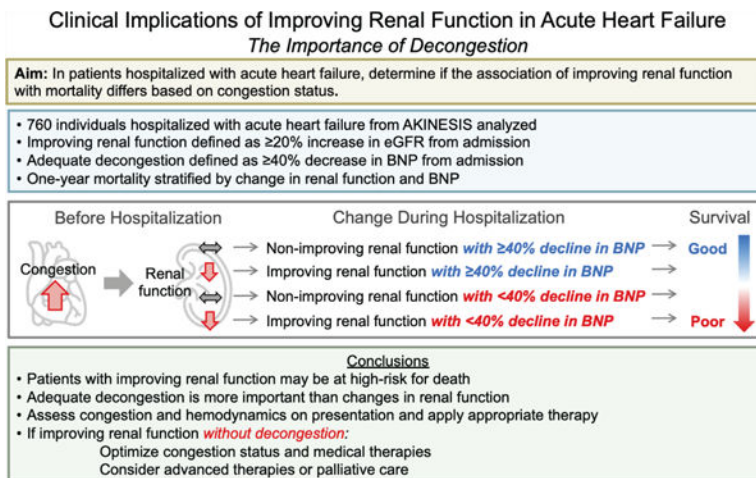 Clinical Implications of Improving Renal Function in Acute Heart Failure
The Importance of Decongestion
Aim: In patients hospitalized with acute heart failure, determine if the association of improving renal function
with mortality differs based on congestion status.
• 760 individuals hospitalized with acute heart failure from AKINESIS analyzed
• Improving renal function defined as ≥20% increase in eGFR from admission
• Adequate decongestion defined as ≥40% decrease in BNP from admission
• One-year mortality stratified by change in renal function and BNP
Before Hospitalization
Change During Hospitalization
Survival
Congestion
Renal
function
Non-improving renal function with ≥40% decline in BNP
Good
Improving renal function with ≥40% decline in BNP
Non-improving renal function with <40% decline in BNP
Improving renal function with <40% decline in BNP
Poor
Conclusions
• Patients with improving renal function may be at high-risk for death
• Adequate decongestion is more important than changes in renal function
• Assess congestion and hemodynamics on presentation and apply appropriate therapy
• If improving renal function without decongestion:
Optimize congestion status and medical therapies
Consider advanced therapies or palliative care